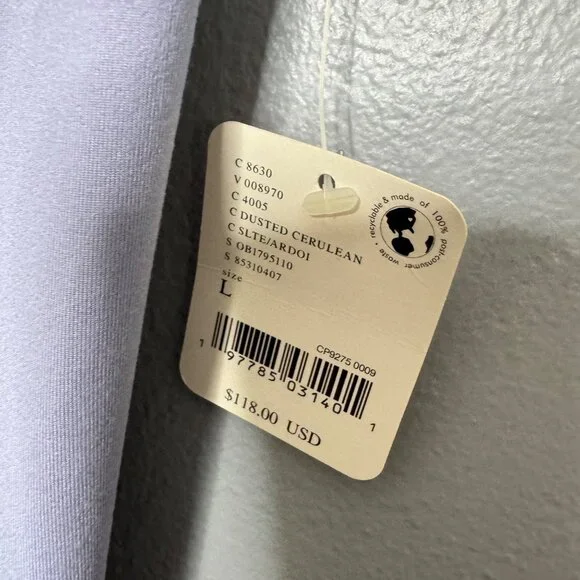 C 8630
V 008970
C 4005
C DUSTED CERULEAN
C SLTE/ARDOI
S OB1795110
S 85310407
size
L
recyclable & made of 100% post-consumer waste •
CP9275 0009
1 97785 03140 1
$118.00 USD